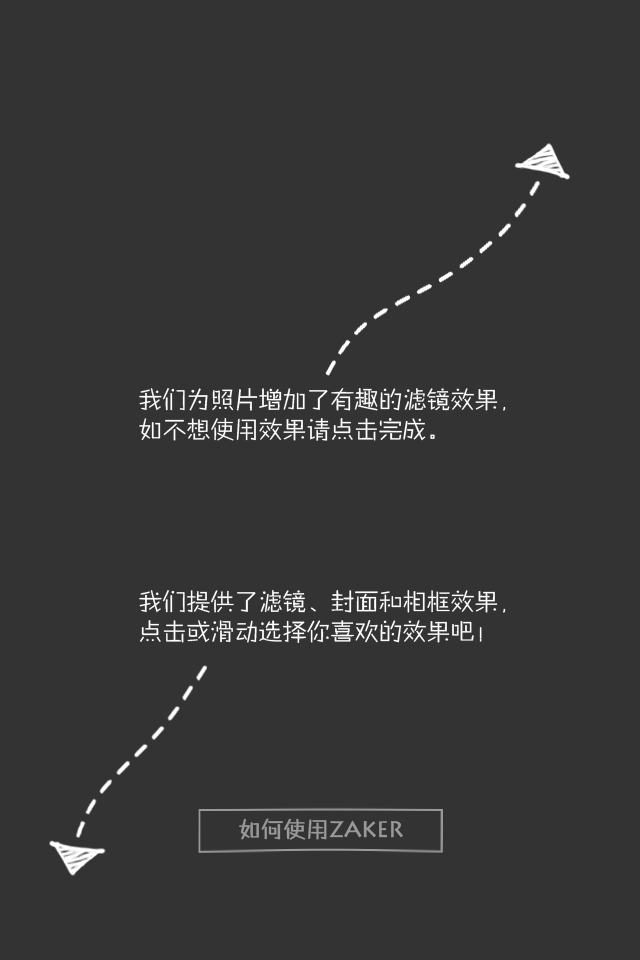 我们为照片增加了有趣的滤镜效果，
如不想使用效果请点击完成。
我们提供了滤镜、封面和相框效果，
点击或滑动选择你喜欢的效果吧！
如何使用ZAKER